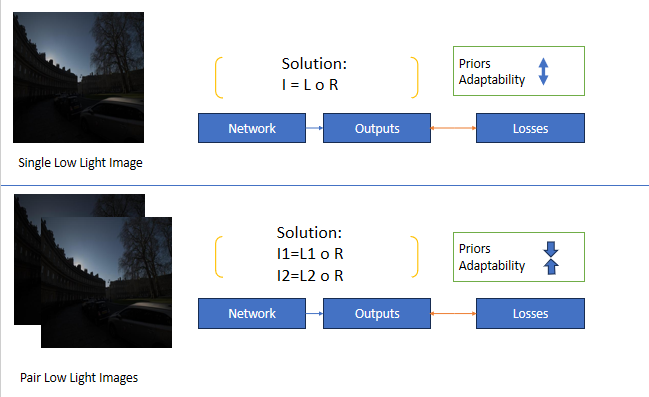 Solution:
I = L o R
Priors
Adaptability
Network
Outputs
Losses
Single Low Light Image
Solution:
I1=L1 o R
I2=L2 o R
Priors
Adaptability
Network
Outputs
Losses
Pair Low Light Images